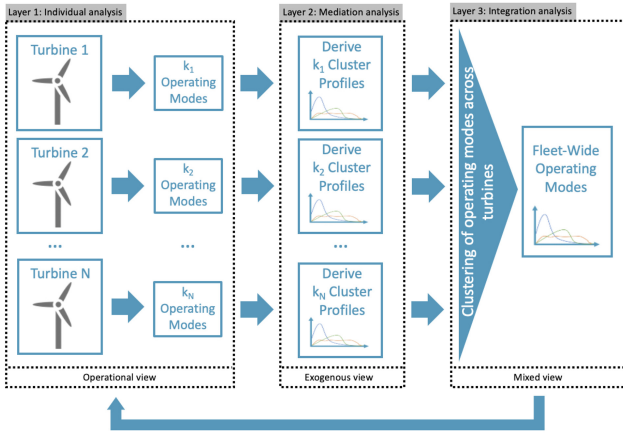 Layer 1: Individual analysis
Layer 2: Mediation analysis
Layer 3: Integration analysis
Turbine 1
k1
Operating
Modes
Derive
k1 Cluster
Profiles
Turbine 2
k2
Operating
Modes
Derive
k2 Cluster
Profiles
...
...
...
Turbine N
kN
Operating
Modes
Derive
kN Cluster
Profiles
Clustering of operating modes across
turbines
Fleet-Wide
Operating
Modes
Operational view
Exogenous view
Mixed view